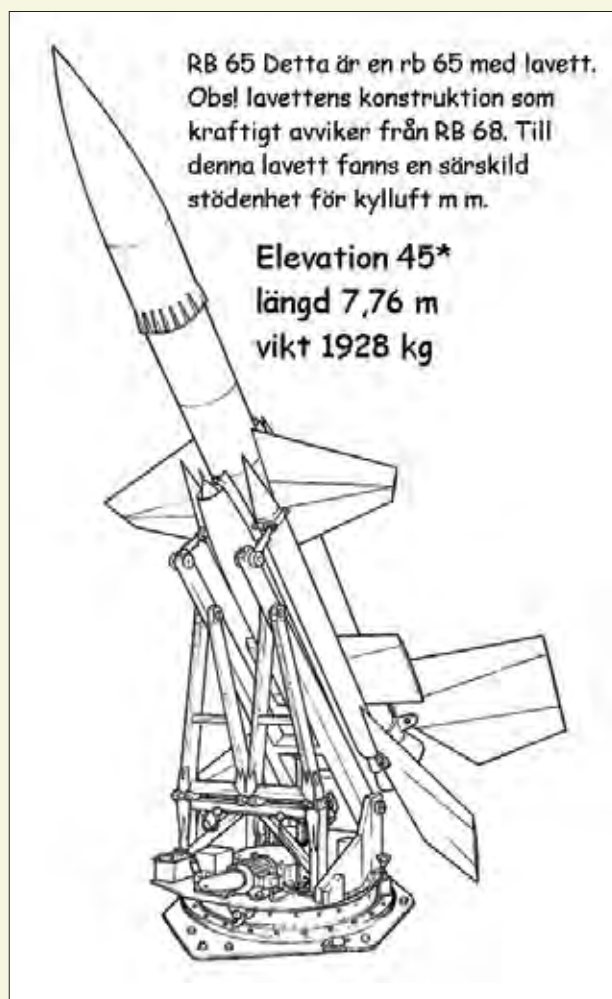 RB 65 Detta är en rb 65 med lavett.
Obs! lavettens konstruktion som
kraftigt avviker från RB 68. Till
denna lavett fanns en särskild
stödenhet för kylluft m m.
Elevation 45*
längd 7,76 m
vikt 1928 kg